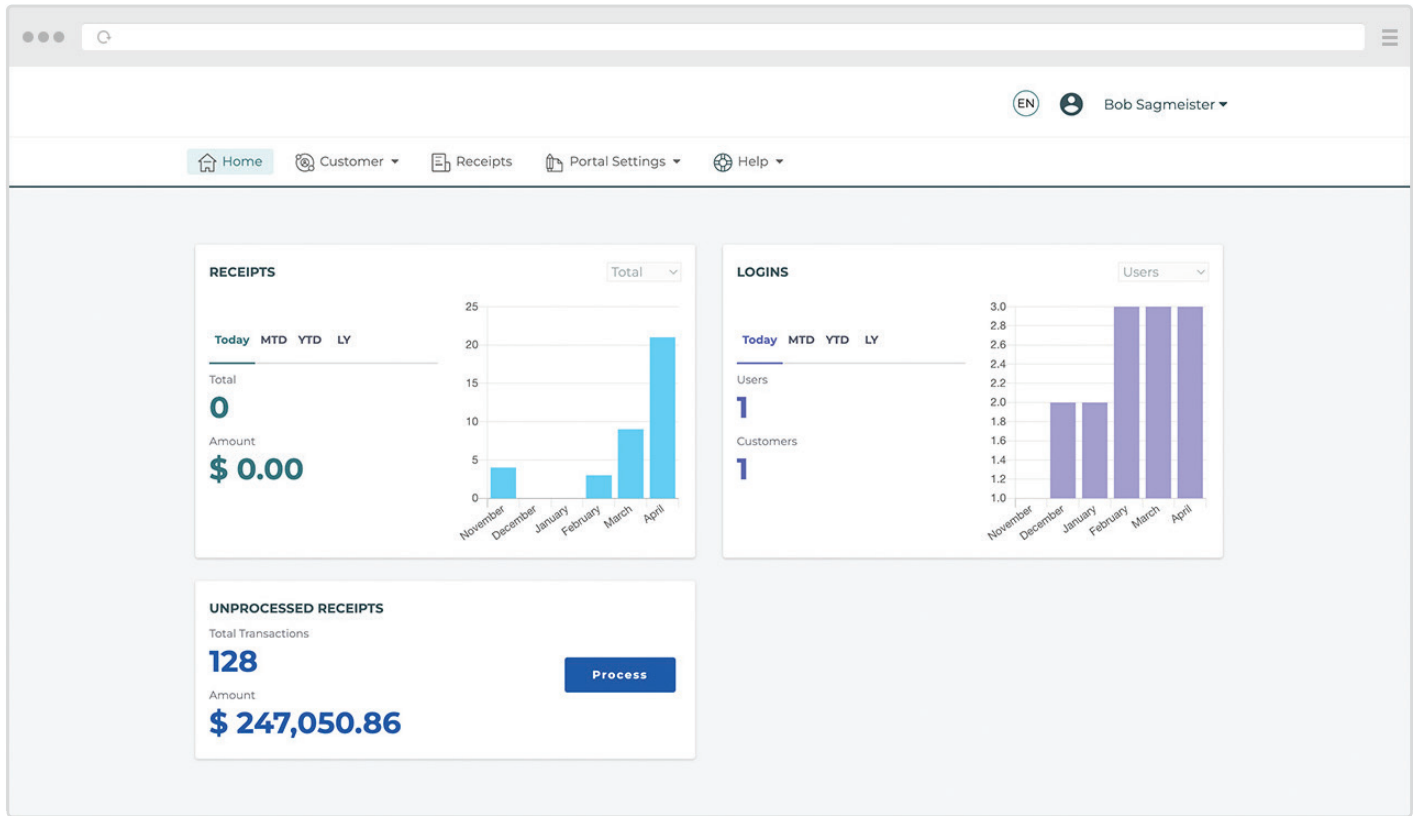 EN Bob Sagmeister
Home Customer Receipts Portal Settings Help
RECEIPTS
Total
Today MTD YTD LY
Total
0
Amount
$ 0.00
25
20
15
10
5
0
November December January February March April
LOGINS
Users
Today MTD YTD LY
Users
1
Customers
1
3.0
2.8
2.6
2.4
2.2
2.0
1.8
1.6
1.4
1.2
1.0
November December January February March April
UNPROCESSED RECEIPTS
Total Transactions
128
Amount
$ 247,050.86
Process